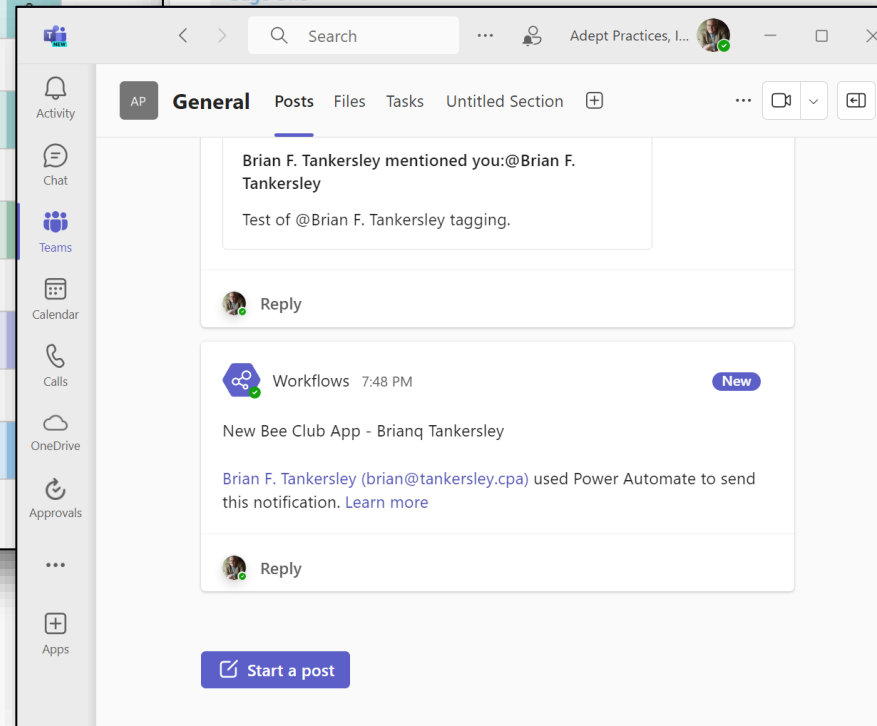 NEW
Search
Adept Practices, I...
Activity
Chat
Teams
Calendar
Calls
OneDrive
Approvals
Apps
AP
General
Posts
Files
Tasks
Untitled Section
Brian F. Tankersley mentioned you:@Brian F.
Tankersley
Test of @Brian F. Tankersley tagging.
Reply
Workflows 7:48 PM
New
New Bee Club App - Brianq Tankersley
Brian F. Tankersley (brian@tankersley.cpa) used Power Automate to send
this notification. Learn more
Reply
Start a post